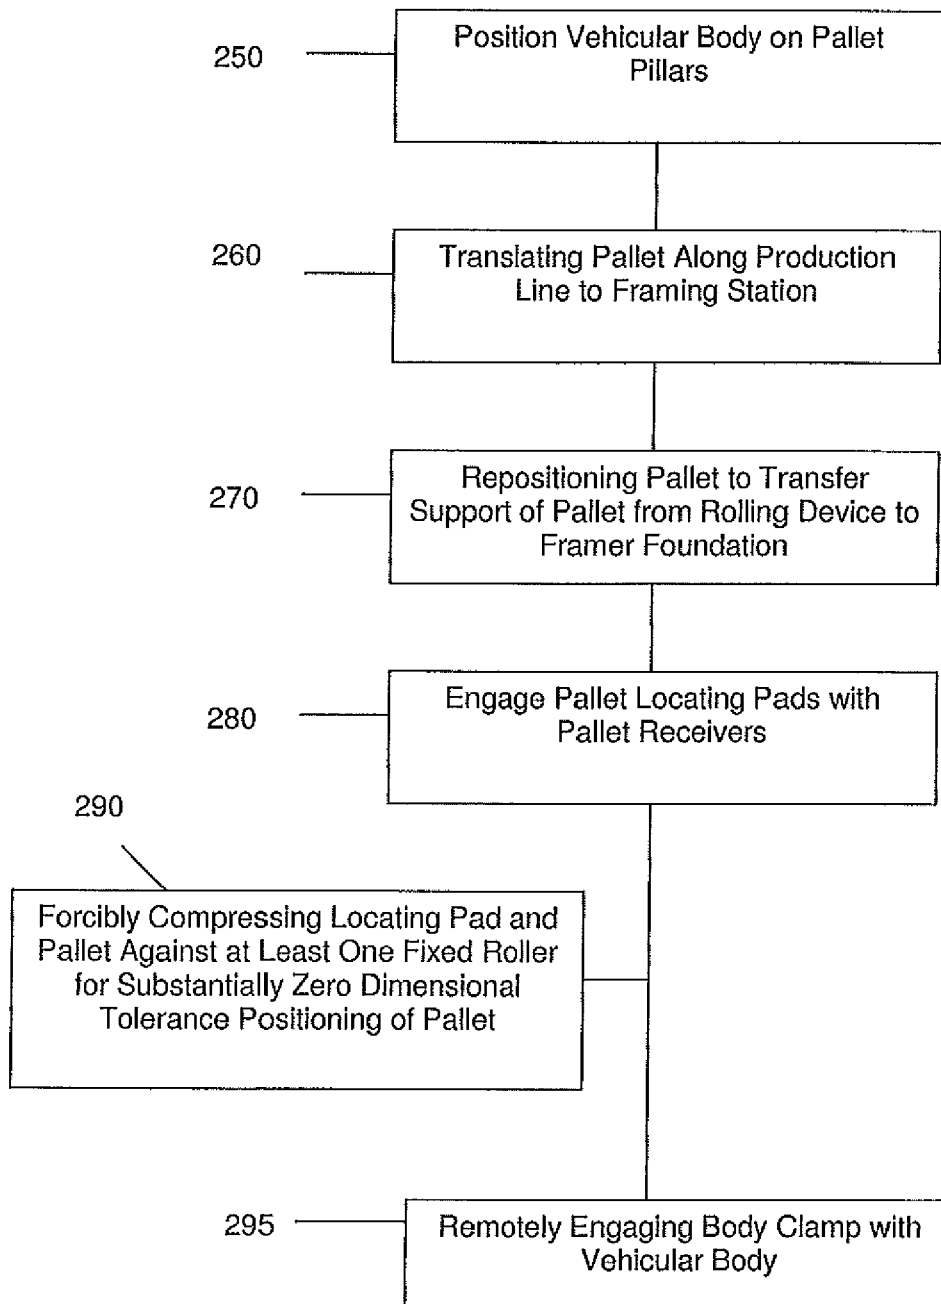 250
Position Vehicular Body on Pallet
Pillars
260
Translating Pallet Along Production
Line to Framing Station
270
Repositioning Pallet to Transfer
Support of Pallet from Rolling Device to
Framer Foundation
280
Engage Pallet Locating Pads with
Pallet Receivers
290
Forcibly Compressing Locating Pad and
Pallet Against at Least One Fixed Roller
for Substantially Zero Dimensional
Tolerance Positioning of Pallet
295
Remotely Engaging Body Clamp with
Vehicular Body